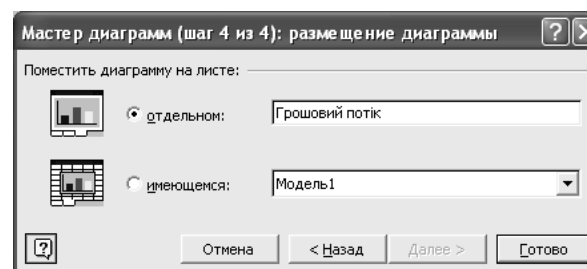 Мастер диаграмм (шаг 4 из 4): размещение диаграммы
Поместить диаграмму на листе:
отдельном: Грошовий потік
имеющемся: Модель1
Отмена < Назад Далее > Готово